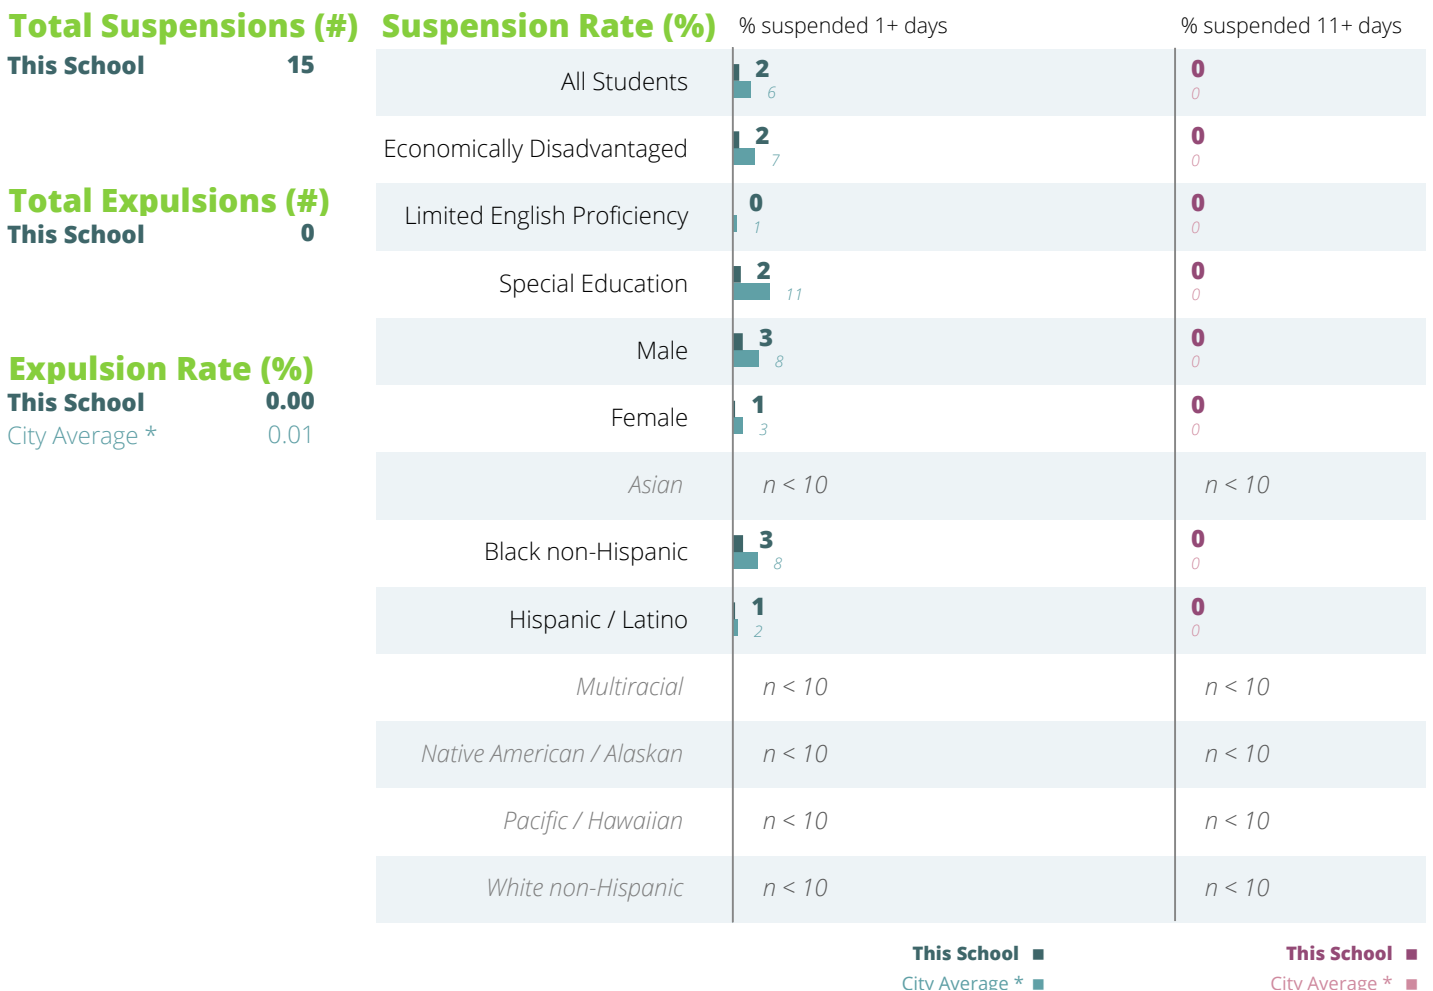 Total Suspensions (#)
This School 15
Total Expulsions (#)
This School 0
Expulsion Rate (%)
This School 0.00
City Average * 0.01
Suspension Rate (%) % suspended 1+ days % suspended 11+ days
All Students 2 0
6 0
Economically Disadvantaged 2 0
7 0
Limited English Proficiency 0 0
1 0
Special Education 2 0
11 0
Male 3 0
8 0
Female 1 0
3 0
Asian n < 10 n < 10
Black non-Hispanic 3 0
8 0
Hispanic / Latino 1 0
2 0
Multiracial n < 10 n < 10
Native American / Alaskan n < 10 n < 10
Pacific / Hawaiian n < 10 n < 10
White non-Hispanic n < 10 n < 10
This School This School
City Average * City Average *